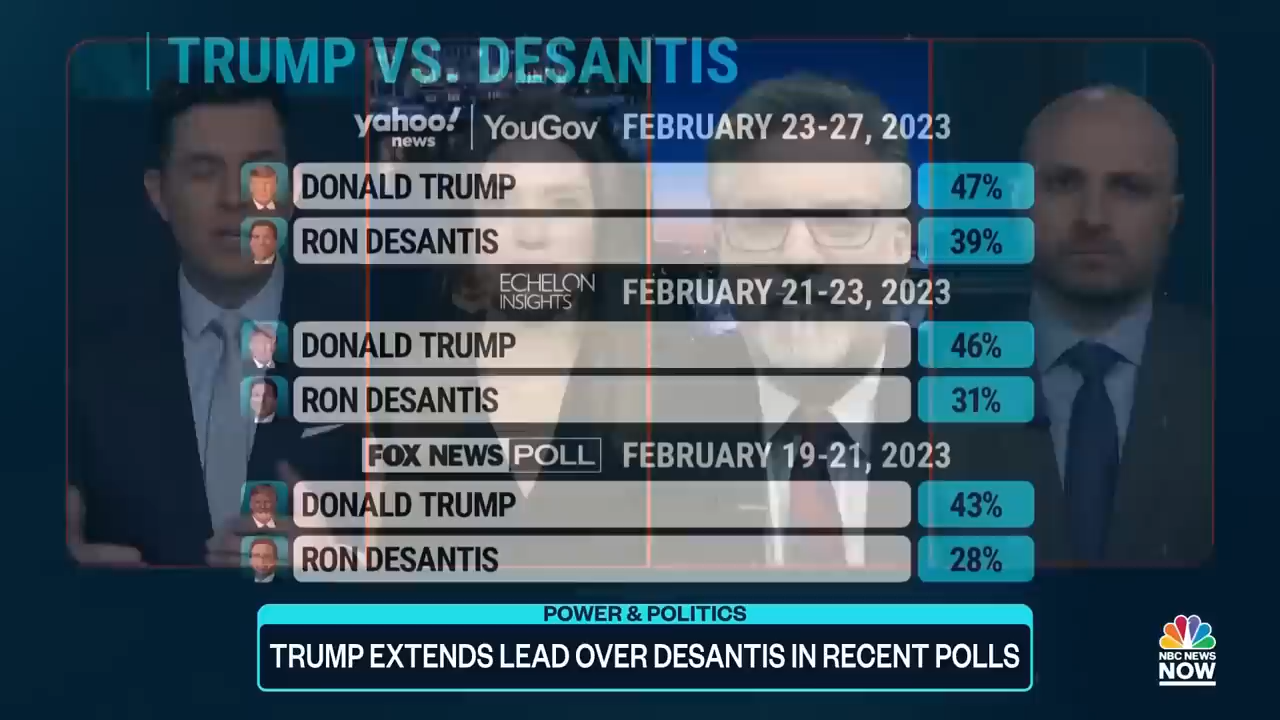 TRUMP VS. DESANTIS
yahoo! news YouGov FEBRUARY 23-27, 2023
DONALD TRUMP 47%
RON DESANTIS 39%
ECHELON INSIGHTS FEBRUARY 21-23, 2023
DONALD TRUMP 46%
RON DESANTIS 31%
FOX NEWS POLL FEBRUARY 19-21, 2023
DONALD TRUMP 43%
RON DESANTIS 28%
POWER & POLITICS
TRUMP EXTENDS LEAD OVER DESANTIS IN RECENT POLLS
NBC NEWS
NOW